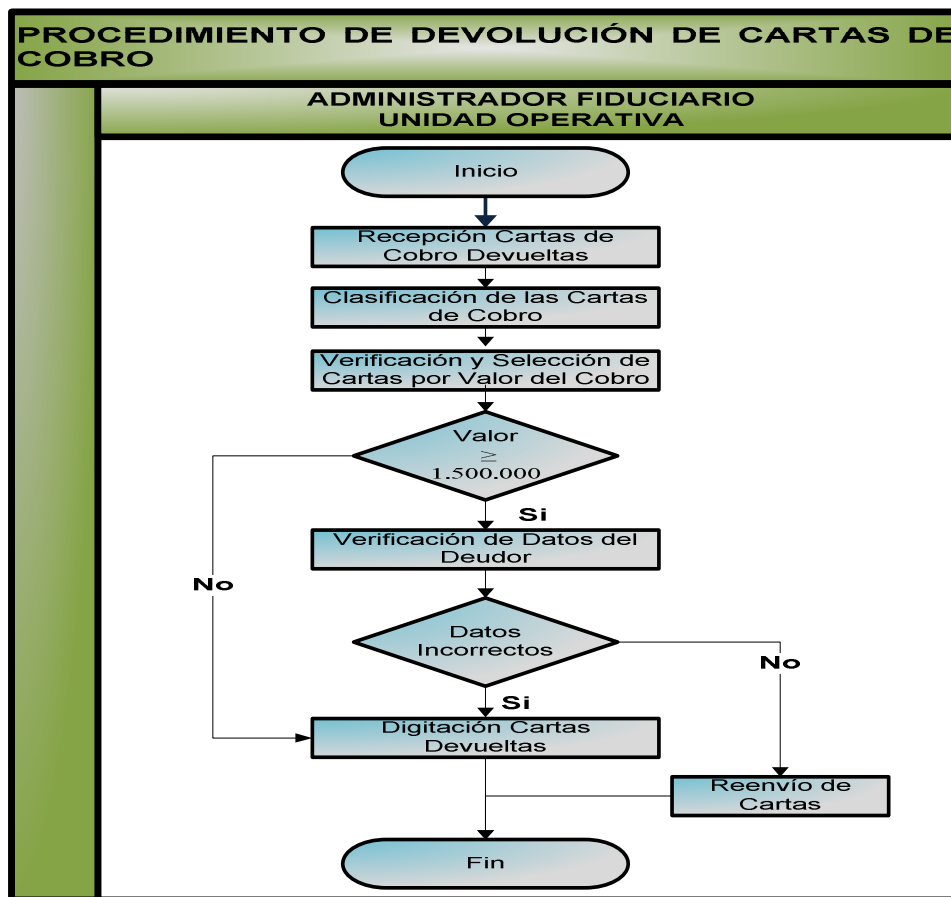 PROCEDIMIENTO DE DEVOLUCIÓN DE CARTAS DE
COBRO
ADMINISTRADOR FIDUCIARIO
UNIDAD OPERATIVA
Inicio
Recepción Cartas de
Cobro Devueltas
Clasificación de las Cartas
de Cobro
Verificación y Selección de
Cartas por Valor del Cobro
Valor
≥
1.500.000
Si
Verificación de Datos del
Deudor
No
Datos
Incorrectos
No
Si
Digitación Cartas
Devueltas
Reenvío de
Cartas
Fin